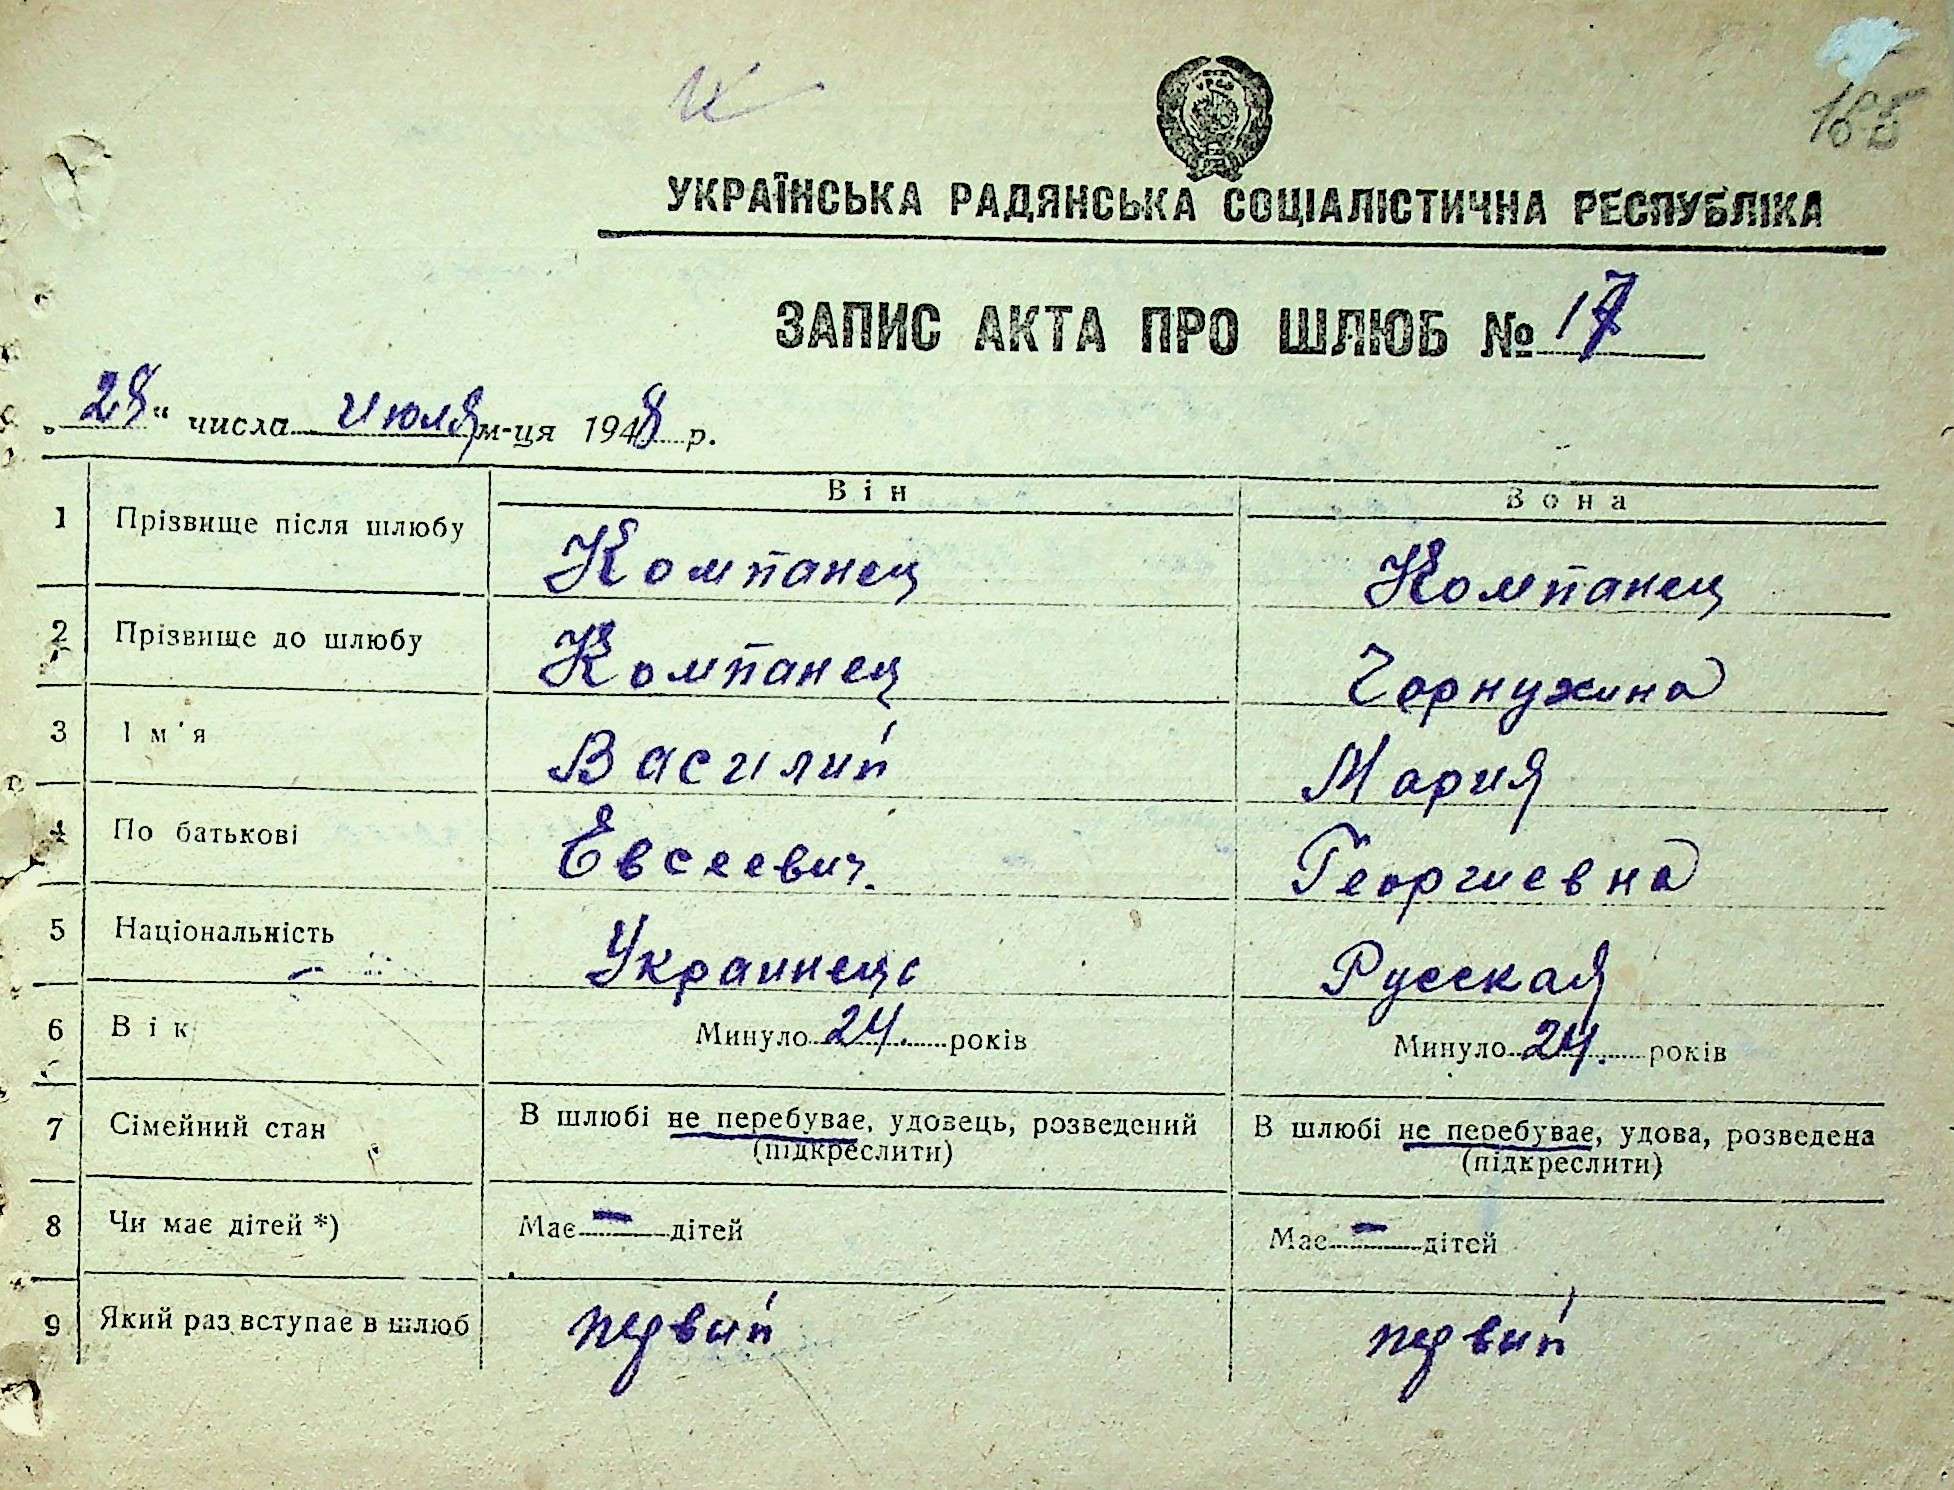 165
УКРАЇНСЬКА РАДЯНСЬКА СОЦІАЛІСТИЧНА РЕСПУБЛІКА
ЗАПИС АКТА ПРО ШЛЮБ № 17
„28“ числа июля м-ця 1948 р.
Він Вона
1 Прізвище після шлюбу Компанец Компанец
2 Прізвище до шлюбу Компанец Чернухина
3 Ім'я Василий Мария
4 По батькові Евсеевич. Георгиевна
5 Національність Украинець Русская
6 Вік Минуло 24. років Минуло 24. років
7 Сімейний стан В шлюбі не перебуває, удовець, розведений В шлюбі не перебуває, удова, розведена
(підкреслити) (підкреслити)
8 Чи має дітей *) Має – дітей Має – дітей
9 Який раз вступає в шлюб первый первый